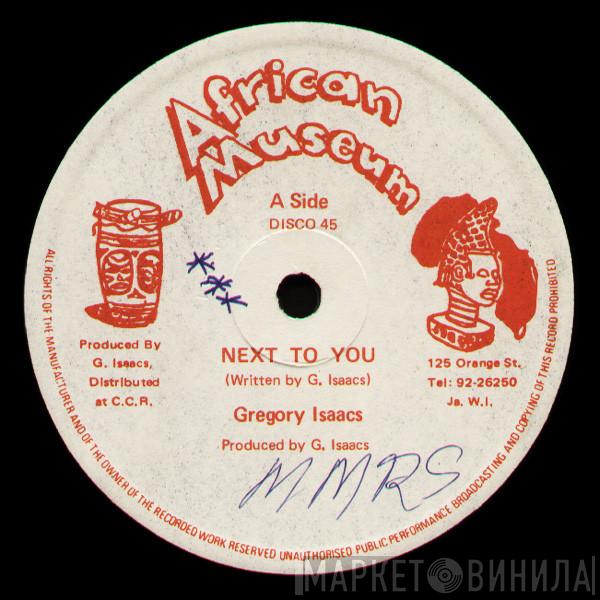 African
Museum
A Side
DISCO 45
***
Produced By
G. Isaacs,
Distributed
at C.C.R.
125 Orange St.
Tel: 92-26250
Ja. W.I.
NEXT TO YOU
(Written by G. Isaacs)
Gregory Isaacs
Produced by G. Isaacs
MMRS
ALL RIGHTS OF THE MANUFACTURER AND OF THE OWNER OF THE RECORDED WORK RESERVED UNAUTHORISED PUBLIC PERFORMANCE BROADCASTING AND COPYING OF THIS RECORD PROHIBITED
МАРКЕТ ВИНИЛА